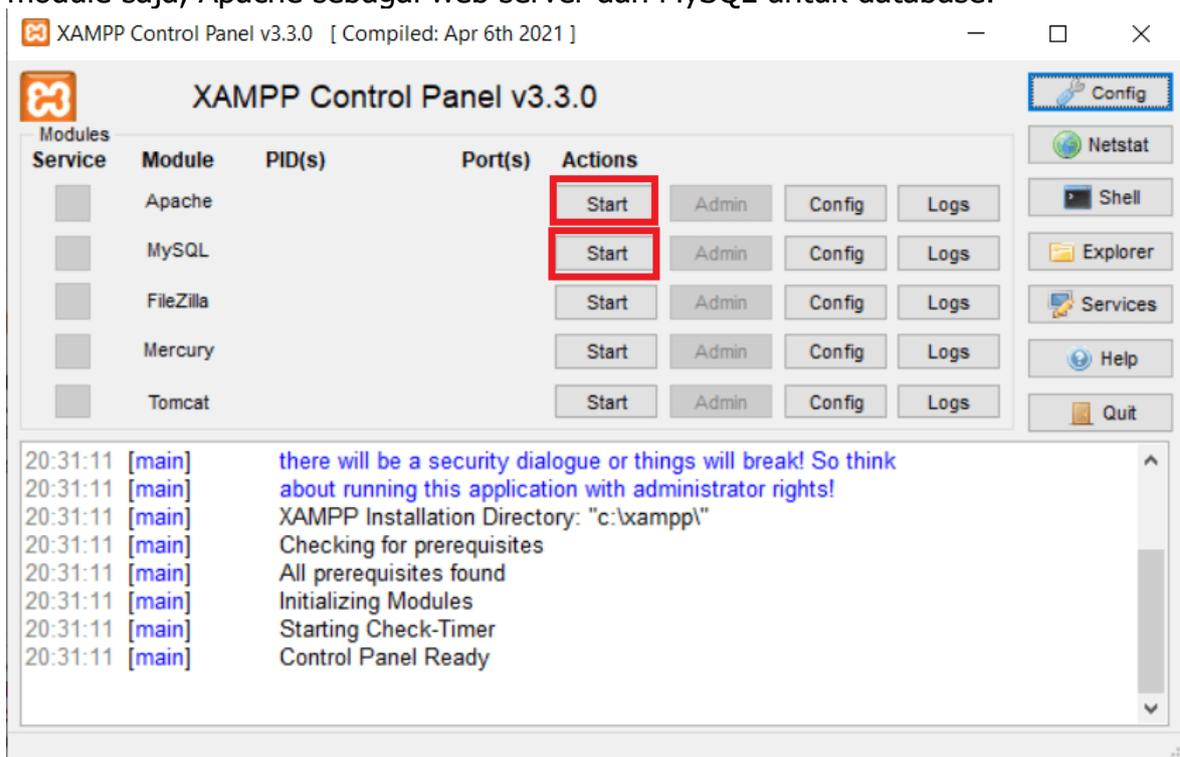 module saja, Apache sebagai web server dan MySQL untuk database.
XAMPP Control Panel v3.3.0 [ Compiled: Apr 6th 2021 ]
XAMPP Control Panel v3.3.0
Config
Modules
Netstat
Service Module PID(s) Port(s) Actions
Apache Start Admin Config Logs
Shell
MySQL Start Admin Config Logs
Explorer
FileZilla Start Admin Config Logs
Services
Mercury Start Admin Config Logs
Help
Tomcat Start Admin Config Logs
Quit
20:31:11 [main] there will be a security dialogue or things will break! So think
20:31:11 [main] about running this application with administrator rights!
20:31:11 [main] XAMPP Installation Directory: "c:\xampp\"
20:31:11 [main] Checking for prerequisites
20:31:11 [main] All prerequisites found
20:31:11 [main] Initializing Modules
20:31:11 [main] Starting Check-Timer
20:31:11 [main] Control Panel Ready